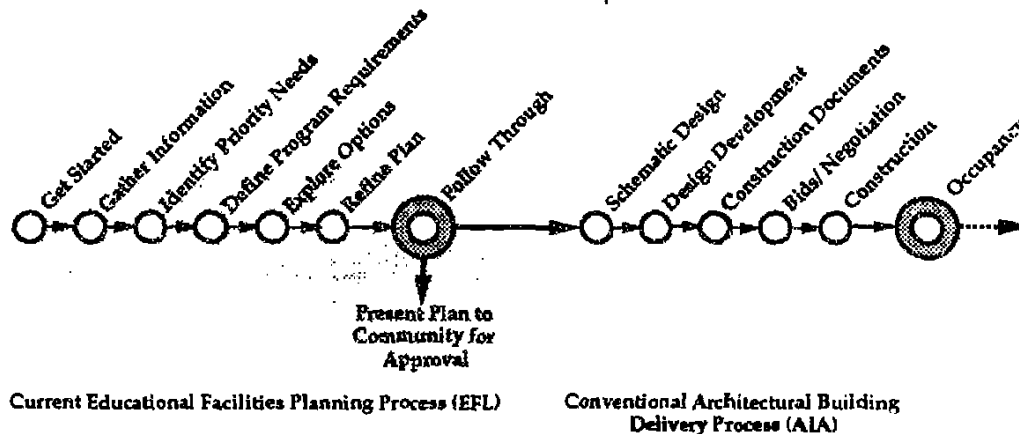 Get Started
Gather Information
Identify Priority Needs
Define Program Requirements
Explore Options
Refine Plan
Follow Through
Schematic Design
Design Development
Construction Documents
Bids/ Negotiation
Construction
Occupancy
Present Plan to
Community for
Approval
Current Educational Facilities Planning Process (EFL)
Conventional Architectural Building
Delivery Process (AIA)